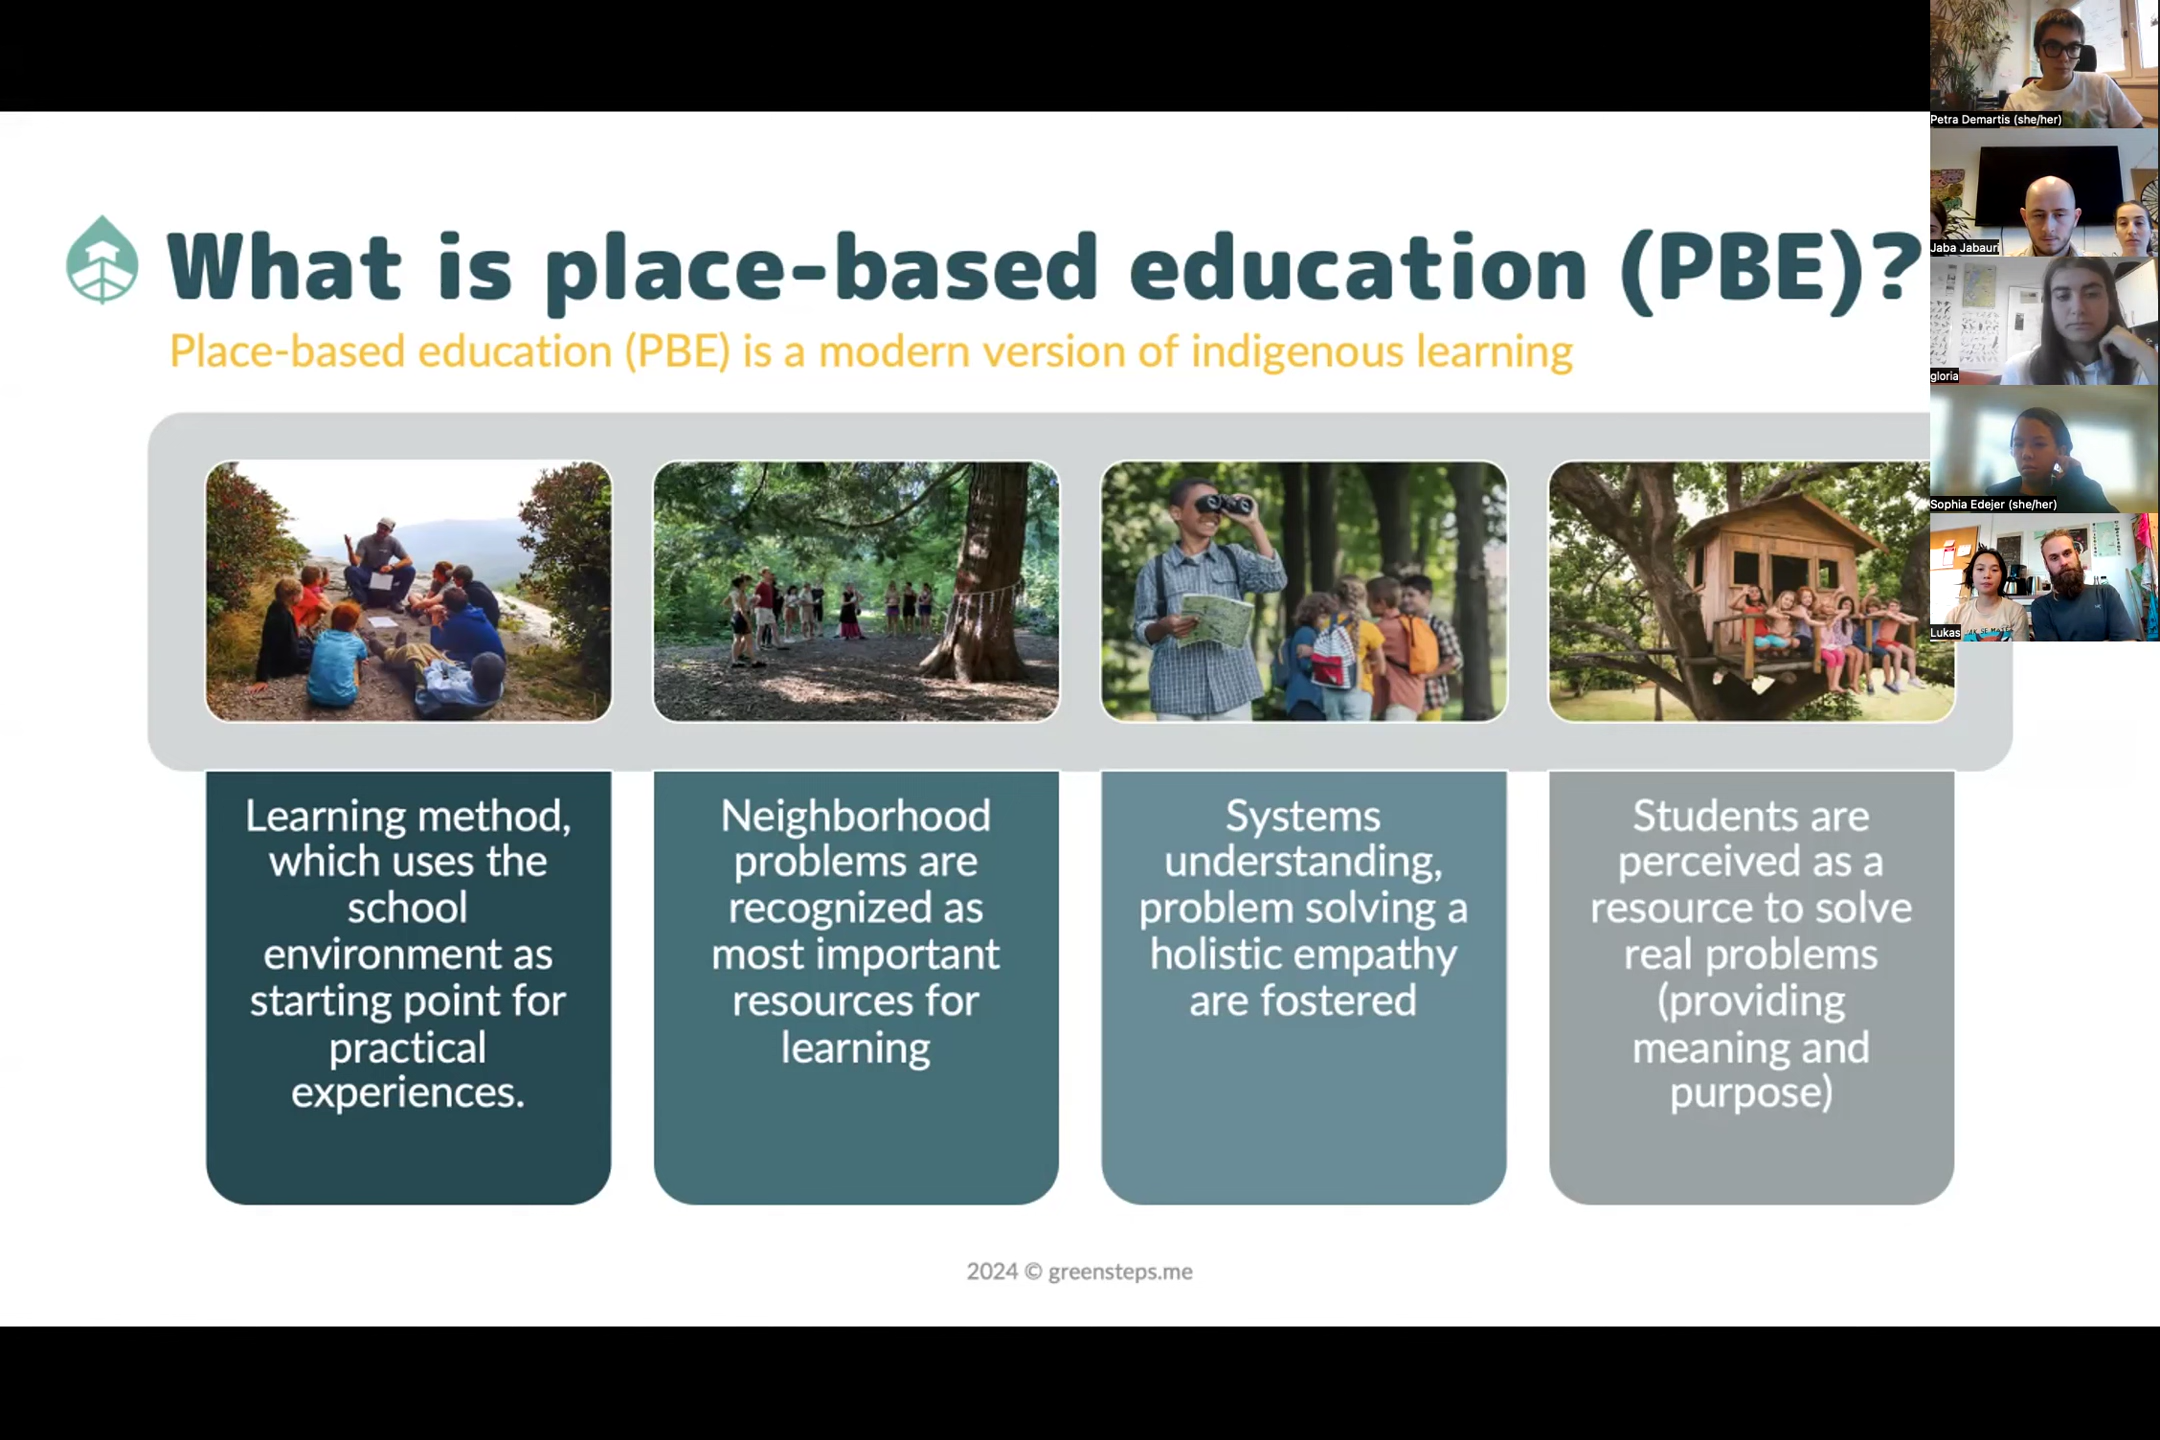 What is place-based education (PBE)?
Place-based education (PBE) is a modern version of indigenous learning
Learning method,
which uses the
school
environment as
starting point for
practical
experiences.
Neighborhood
problems are
recognized as
most important
resources for
learning
Systems
understanding,
problem solving a
holistic empathy
are fostered
Students are
perceived as a
resource to solve
real problems
(providing
meaning and
purpose)
2024 © greensteps.me
Petra Demartis (she/her)
Jaba Jabauri
gloria
Sophia Edejer (she/her)
Lukas